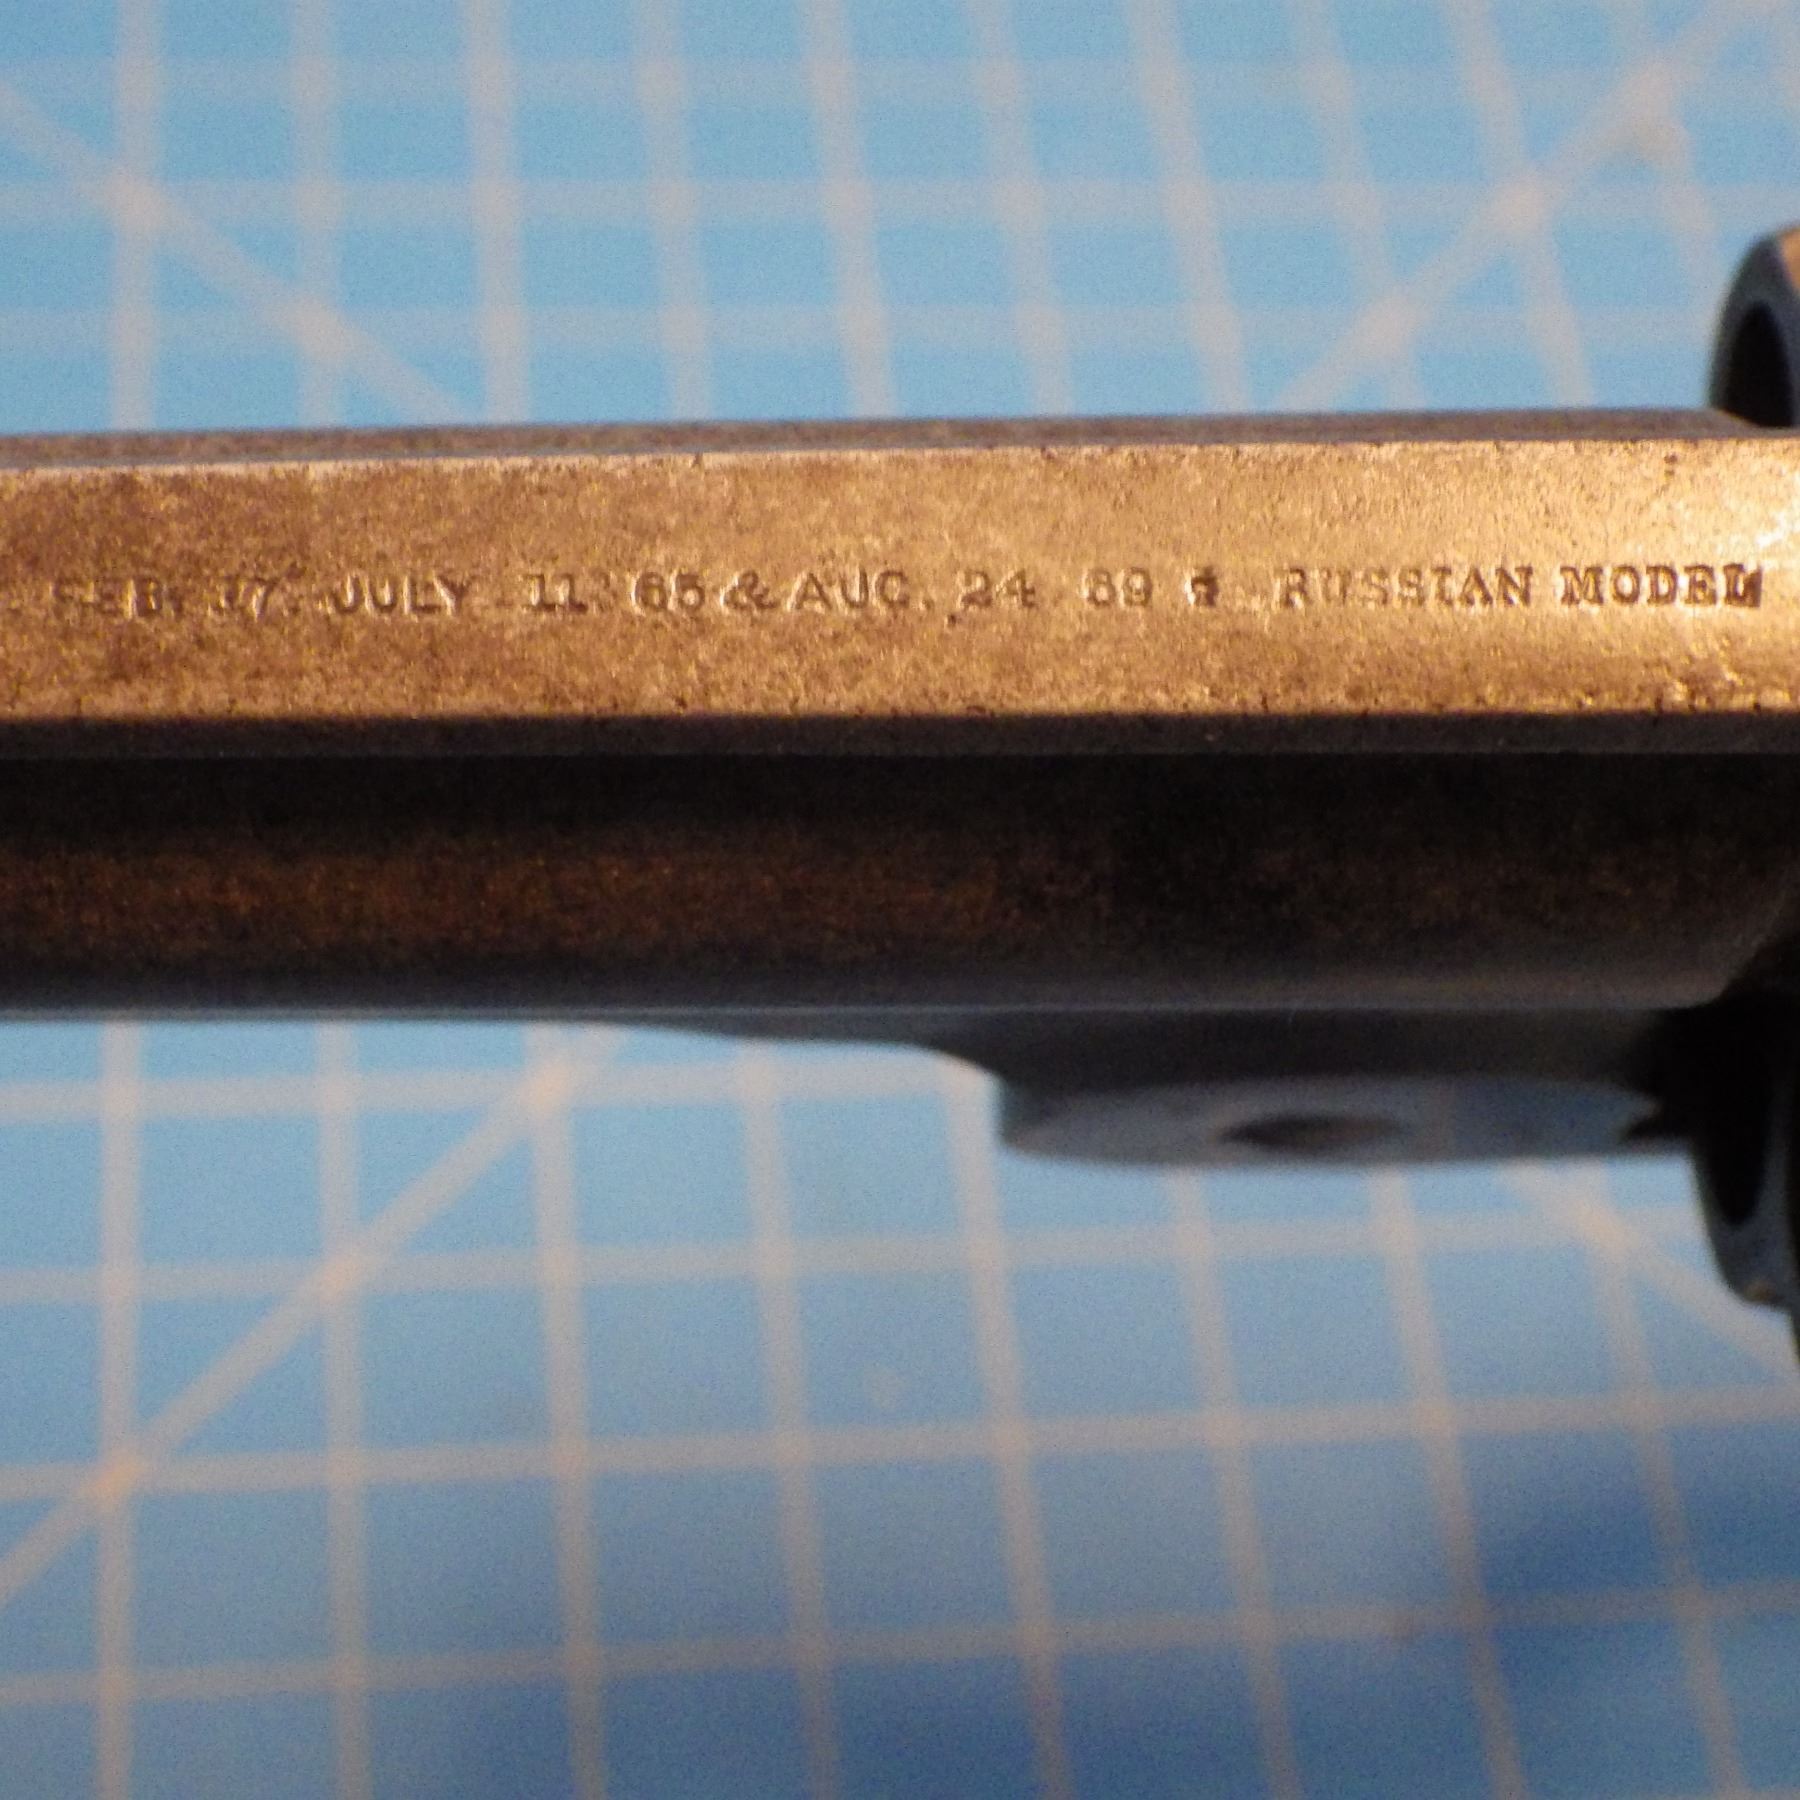 FEB. 17. JULY 11. 65 & AUG. 24 69 RUSSIAN MODEL